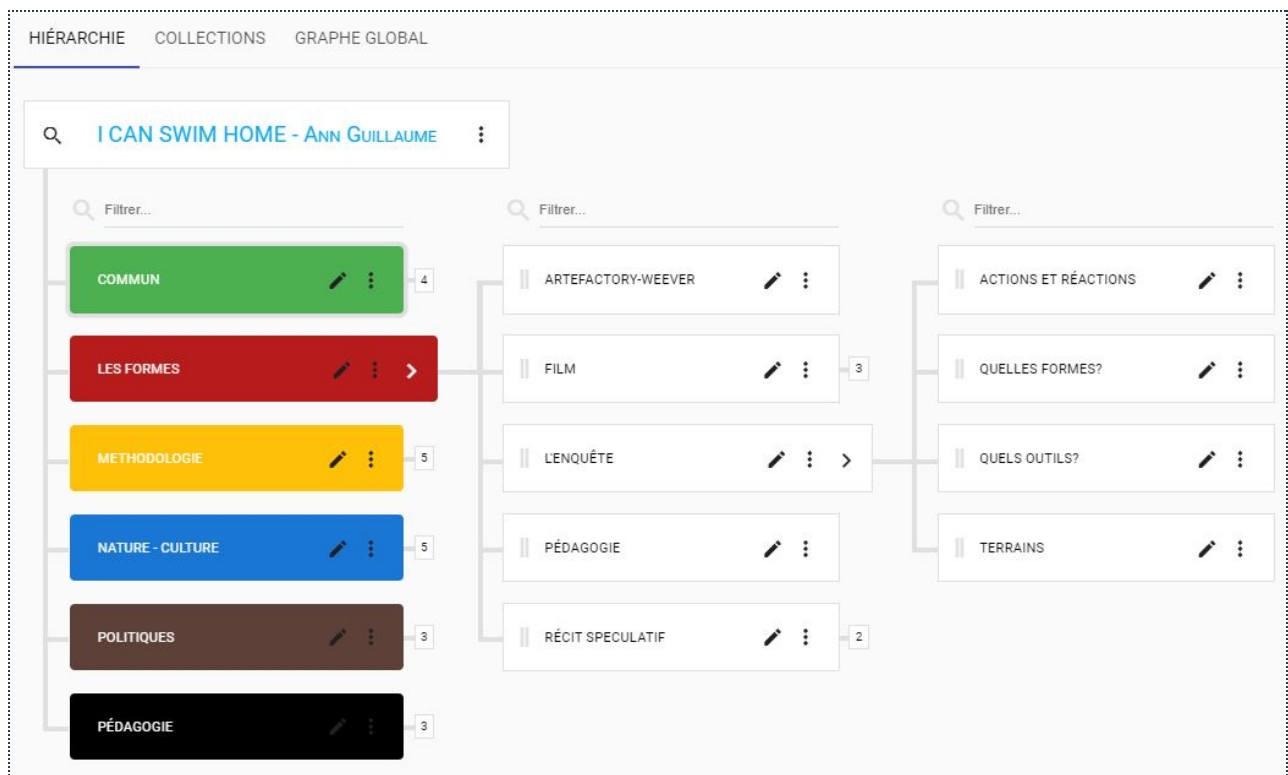 HIÉRARCHIE COLLECTIONS GRAPHE GLOBAL
I CAN SWIM HOME - ANN GUILLAUME
Filtrer... Filtrer... Filtrer...
COMMUN 4 ARTEFACTORY-WEEVER ACTIONS ET RÉACTIONS
LES FORMES FILM 3 QUELLES FORMES?
METHODOLOGIE 5 L'ENQUÊTE QUELS OUTILS?
NATURE - CULTURE 5 PÉDAGOGIE TERRAINS
POLITIQUES 3 RÉCIT SPECULATIF 2
PÉDAGOGIE 3